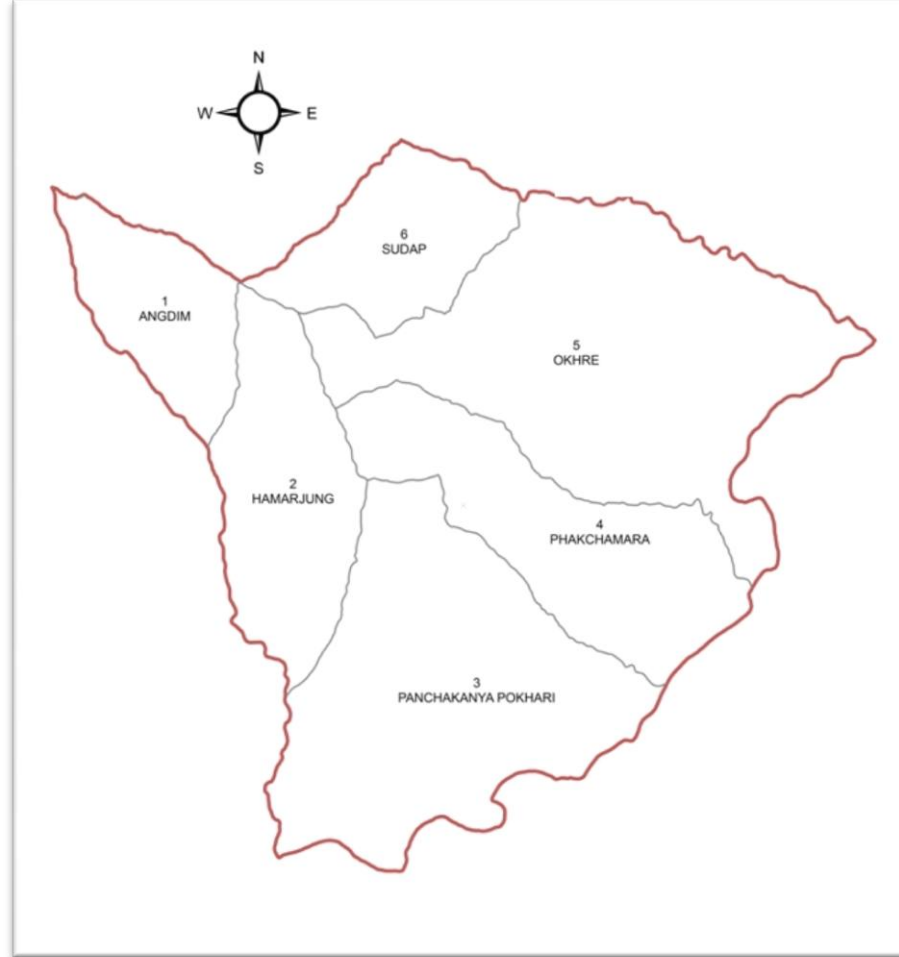 N
W
E
S
6
SUDAP
1
ANGDIM
5
OKHRE
2
HAMARJUNG
4
PHAKCHAMARA
3
PANCHAKANYA POKHARI